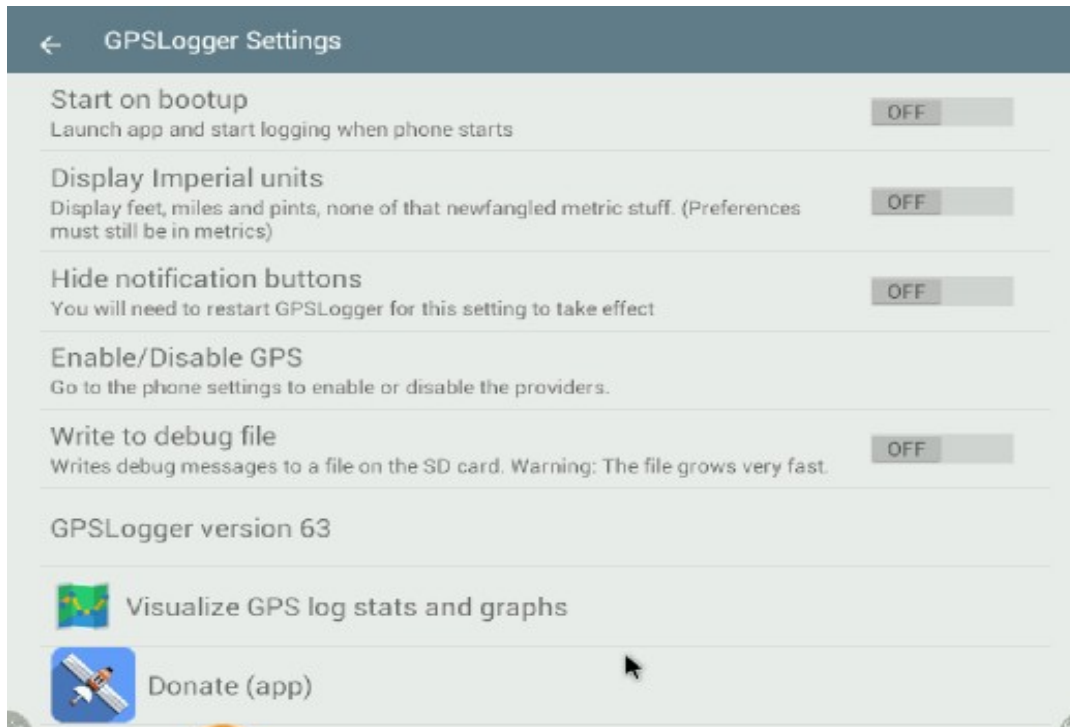 GPSLogger Settings
Start on bootup
Launch app and start logging when phone starts
OFF
Display Imperial units
Display feet, miles and pints, none of that newfangled metric stuff. (Preferences
must still be in metrics)
OFF
Hide notification buttons
You will need to restart GPSLogger for this setting to take effect
OFF
Enable/Disable GPS
Go to the phone settings to enable or disable the providers.
Write to debug file
Writes debug messages to a file on the SD card. Warning: The file grows very fast.
OFF
GPSLogger version 63
Visualize GPS log stats and graphs
Donate (app)